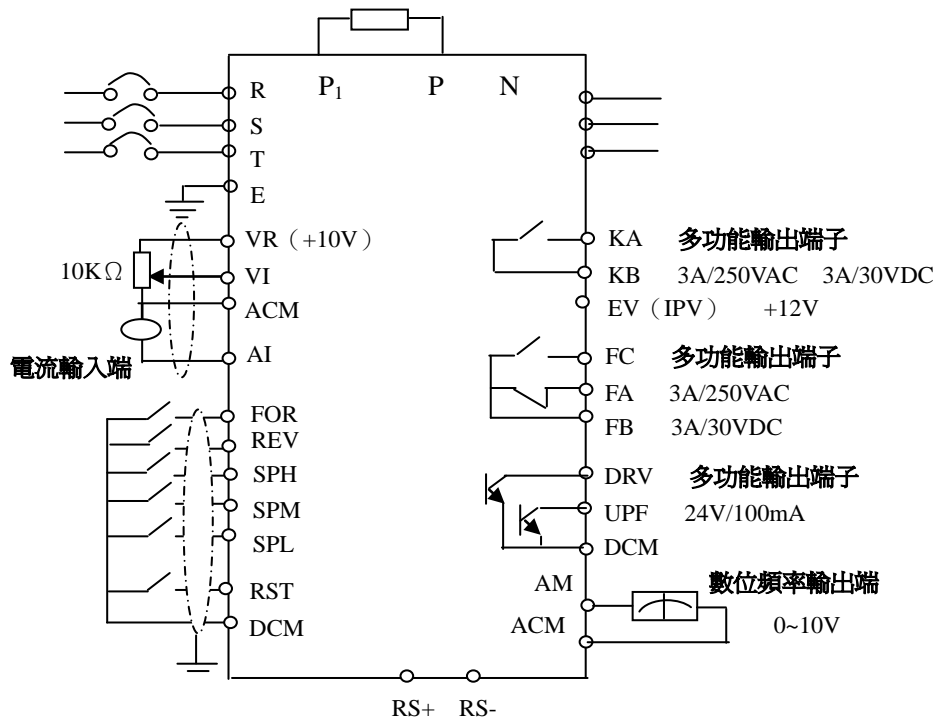 P1 P N
R
S
T
E
VR（+10V）
10KΩ
VI
ACM
AI
電流輸入端
FOR
REV
SPH
SPM
SPL
RST
DCM
KA 多功能輸出端子
KB 3A/250VAC 3A/30VDC
EV（IPV） +12V
FC 多功能輸出端子
FA 3A/250VAC
FB 3A/30VDC
DRV 多功能輸出端子
UPF 24V/100mA
DCM
AM 數位頻率輸出端
ACM 0~10V
RS+ RS-